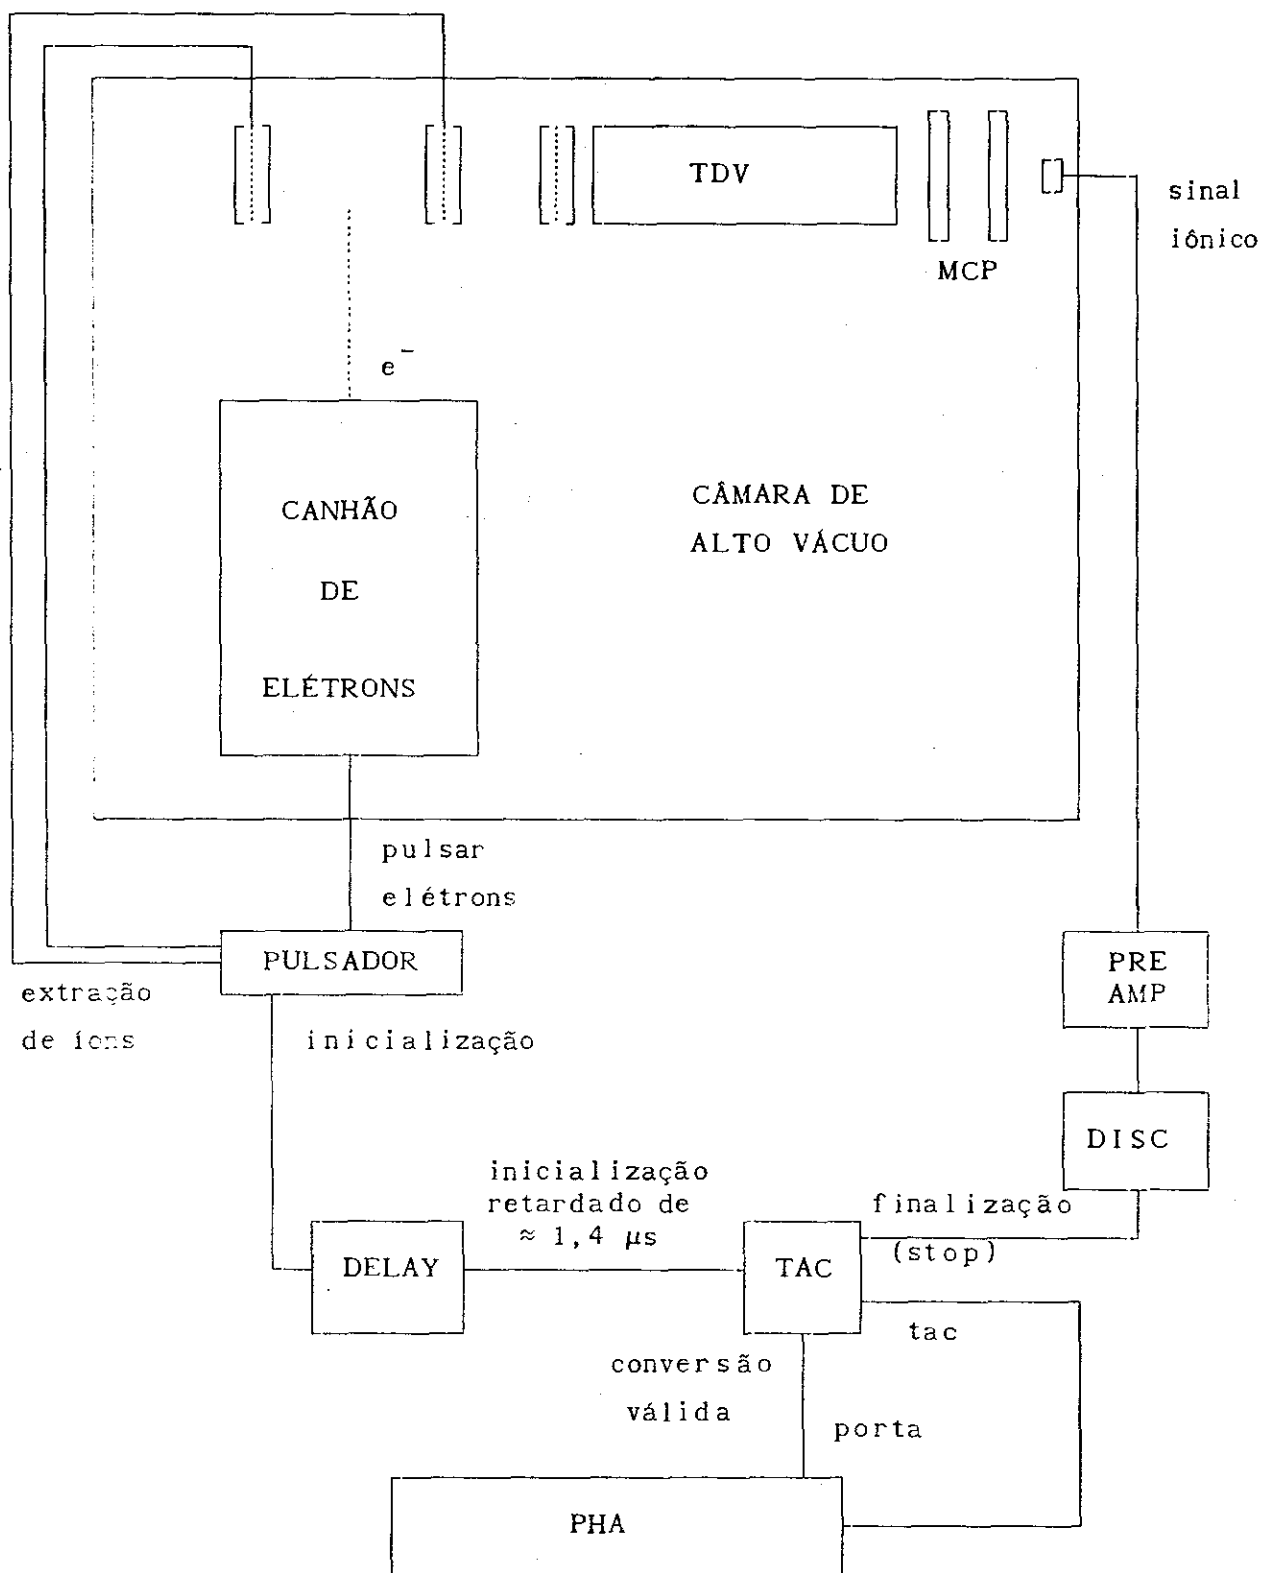 TDV
sinal
iônico
MCP
e⁻
CANHÃO
DE
ELÉTRONS
CÂMARA DE
ALTO VÁCUO
pulsar
elétrons
PULSADOR
PRE
AMP
extração
de íons
inicialização
DISC
inicialização
retardado de
≈ 1,4 μs
finalização
(stop)
DELAY
TAC
tac
conversão
válida
porta
PHA